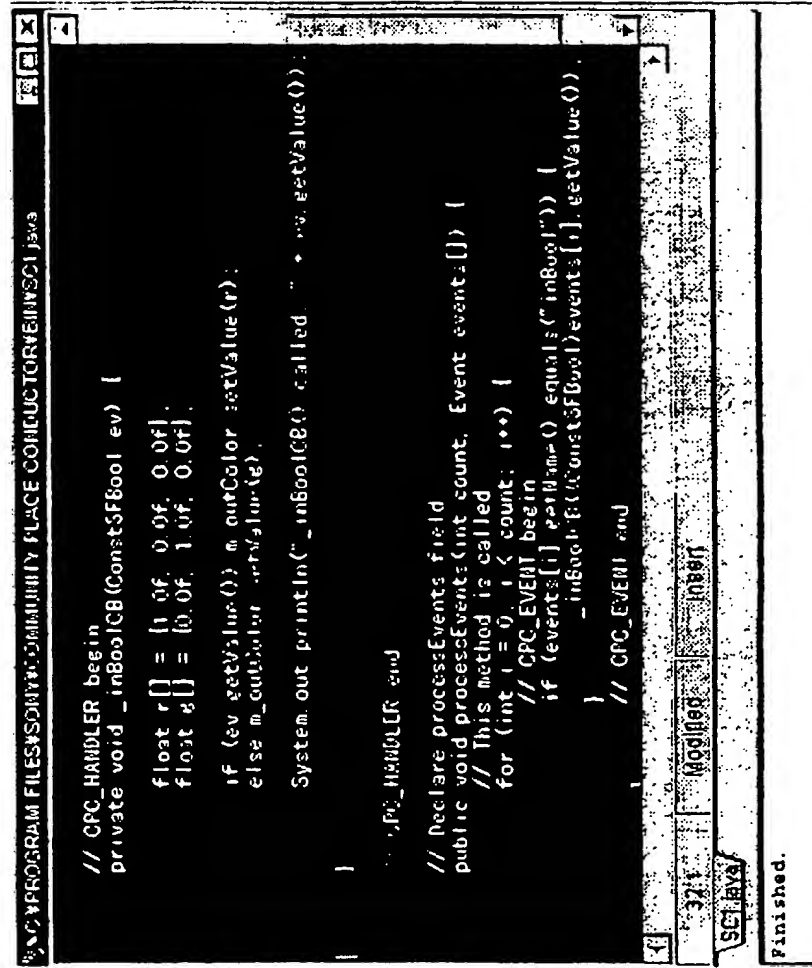 C:¥PROGRAM FILES¥SONY¥COMMUNITY PLACE CONDUCTOR¥BIN¥SC1.java
// CPC_HANDLER begin
private void _inBoolCB(ConstSFBool ev) {
float r[] = {1.0f, 0.0f, 0.0f};
float g[] = {0.0f, 1.0f, 0.0f};
if (ev.getValue()) m_outColor.setValue(r);
else m_outColor.setValue(g);
System.out.println("_inBoolCB() called. " + ev.getValue());
}
CPC_HANDLER end
// Declare processEvents field
public void processEvents(int count, Event events[]) {
// This method is called
for (int i = 0; i < count; i++) {
// CPC_EVENT begin
if (events[i].getName().equals("inBool")) {
_inBoolCB((ConstSFBool)events[i].getValue());
}
// CPC_EVENT end
}
32/1 Modified Insert
SC1.java
Finished.